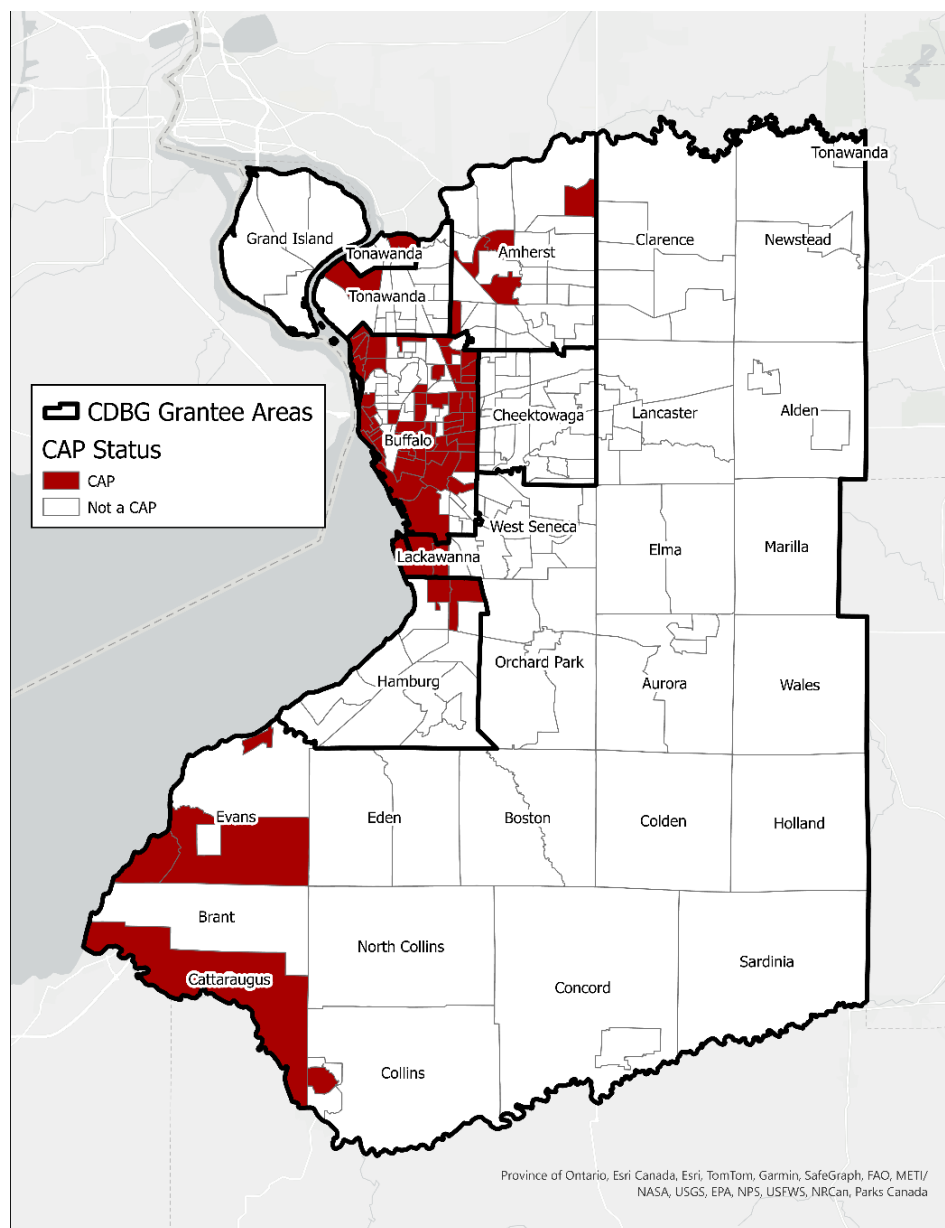 Tonawanda
Grand Island
Tonawanda
Amherst
Clarence
Newstead
Tonawanda
CDBG Grantee Areas
CAP Status
CAP
Not a CAP
Buffalo
Cheektowaga
Lancaster
Alden
West Seneca
Elma
Marilla
Lackawanna
Hamburg
Orchard Park
Aurora
Wales
Evans
Eden
Boston
Colden
Holland
Brant
North Collins
Cattaraugus
Concord
Sardinia
Collins
Province of Ontario, Esri Canada, Esri, TomTom, Garmin, SafeGraph, FAO, METI/
NASA, USGS, EPA, NPS, USFWS, NRCan, Parks Canada